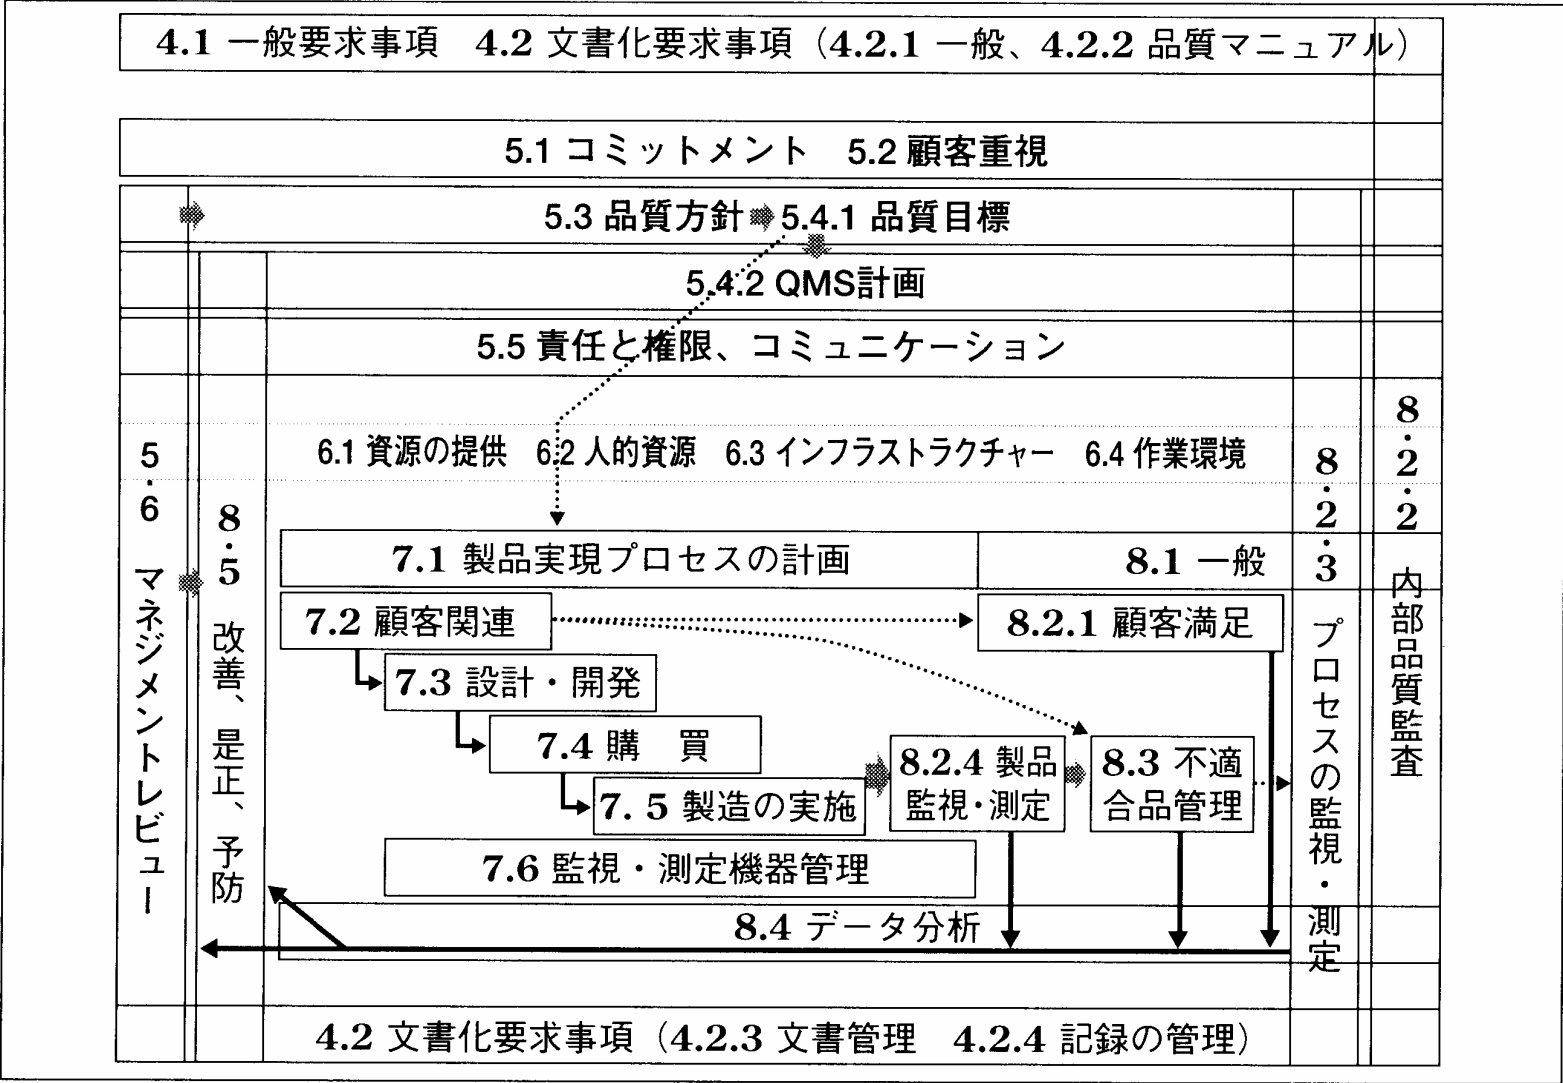 4.1 一般要求事項　4.2 文書化要求事項（4.2.1 一般、4.2.2 品質マニュアル）
5.1 コミットメント　5.2 顧客重視
5.3 品質方針 5.4.1 品質目標
5.4.2 QMS計画
5.5 責任と権限、コミュニケーション
6.1 資源の提供　6.2 人的資源　6.3 インフラストラクチャー　6.4 作業環境
5.6 マネジメントレビュー
8.5 改善、是正、予防
7.1 製品実現プロセスの計画
8.1 一般
7.2 顧客関連
8.2.1 顧客満足
7.3 設計・開発
7.4 購　買
7.5 製造の実施
8.2.4 製品
監視・測定
8.3 不適
合品管理
7.6 監視・測定機器管理
8.4 データ分析
8.2.3 プロセスの監視・測定
8.2.2 内部品質監査
4.2 文書化要求事項（4.2.3 文書管理　4.2.4 記録の管理）